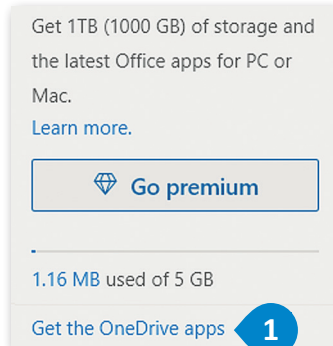 Get 1TB (1000 GB) of storage and
the latest Office apps for PC or
Mac.
Learn more.
Go premium
1.16 MB used of 5 GB
Get the OneDrive apps 1